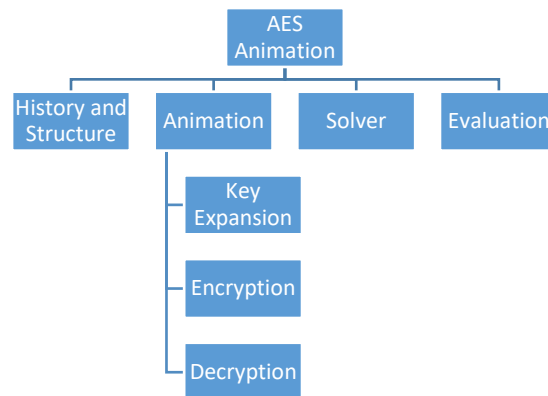 AES
Animation
History and
Structure
Animation
Solver
Evaluation
Key
Expansion
Encryption
Decryption